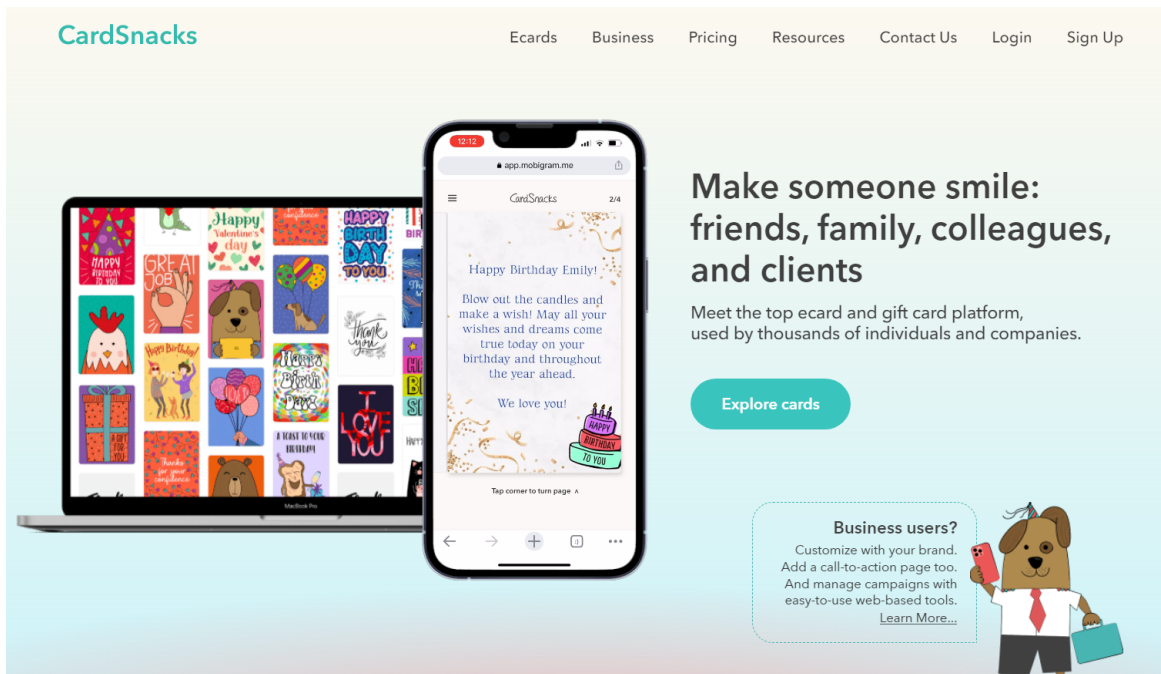 CardSnacks
Ecards
Business
Pricing
Resources
Contact Us
Login
Sign Up
HAPPY
BIRTHDAY
TO YOU
GREAT
JOB
Happy Birthday!
Thanks
for your
confidence
A GIFT
FOR
YOU
Happy
Valentine's
day
LOVED
confidence
Happy
Birth
Day!
A TOAST TO YOUR
BIRTHDAY
HAPPY
BIRTH
DAY
TO YOU
thank
you
I
LOVE
YOU
MacBook Pro
12:12
app.mobigram.me
CardSnacks
2/4
Happy Birthday Emily!
Blow out the candles and
make a wish! May all your
wishes and dreams come
true today on your
birthday and throughout
the year ahead.
We love you!
HAPPY
BIRTHDAY
TO YOU
Tap corner to turn page
:)
Make someone smile:
friends, family, colleagues,
and clients
Meet the top ecard and gift card platform,
used by thousands of individuals and companies.
Explore cards
Business users?
Customize with your brand.
Add a call-to-action page too.
And manage campaigns with
easy-to-use web-based tools.
Learn More...